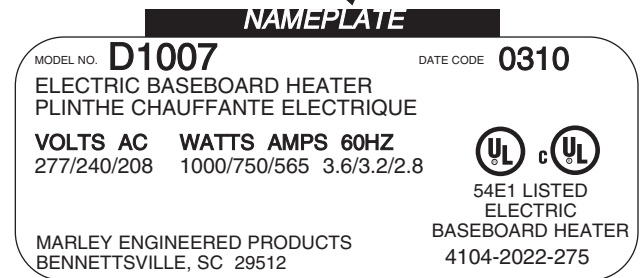 NAMEPLATE
MODEL NO. D1007 DATE CODE 0310
ELECTRIC BASEBOARD HEATER
PLINTHE CHAUFFANTE ELECTRIQUE
VOLTS AC WATTS AMPS 60HZ
277/240/208 1000/750/565 3.6/3.2/2.8
UL ® c UL ®
54E1 LISTED
ELECTRIC
BASEBOARD HEATER
4104-2022-275
MARLEY ENGINEERED PRODUCTS
BENNETTSVILLE, SC 29512